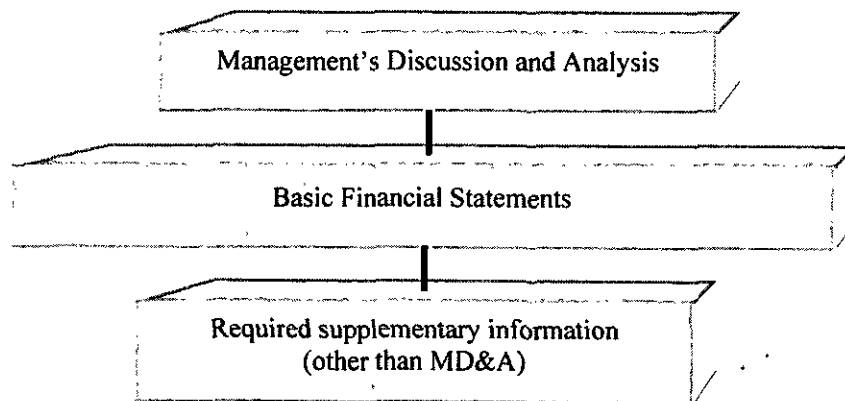 Management's Discussion and Analysis
Basic Financial Statements
Required supplementary information
(other than MD&A)